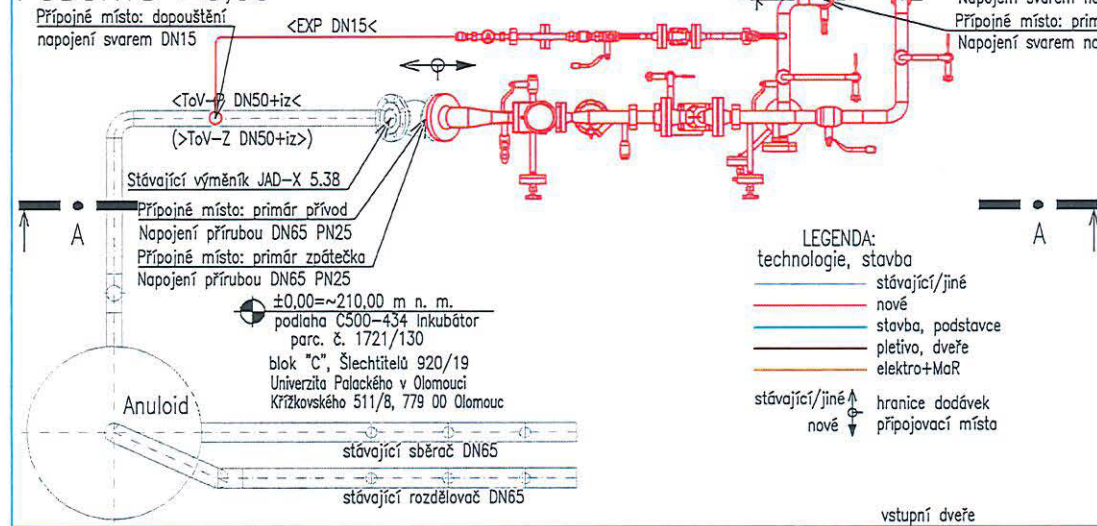 Přípojné místo: dopouštění
napojení svarem DN15
<EXP DN15<
Napojení svarem
Přípojné místo:
Napojení svarem
<ToV-P DN50+iz<
(>ToV-Z DN50+iz>)
Stávající výměník JAD-X 5.38
Přípojné místo: primár přívod
Napojení přírubou DN65 PN25
Přípojné místo: primár zpátečka
Napojení přírubou DN65 PN25
A
A
±0,00=~210,00 m n. m.
podlaha C500-434 Inkubátor
parc. č. 1721/130
blok "C", Šlechtitelů 920/19
Univerzita Palackého v Olomouci
Křížkovského 511/8, 779 00 Olomouc
LEGENDA:
technologie, stavba
stávající/jiné
nové
stavba, podstavce
pletivo, dveře
elektro+MaR
stávající/jiné
nové
hranice dodávek
připojovací místa
Anuloid
stávající sběrač DN65
stávající rozdělovač DN65
vstupní dveře